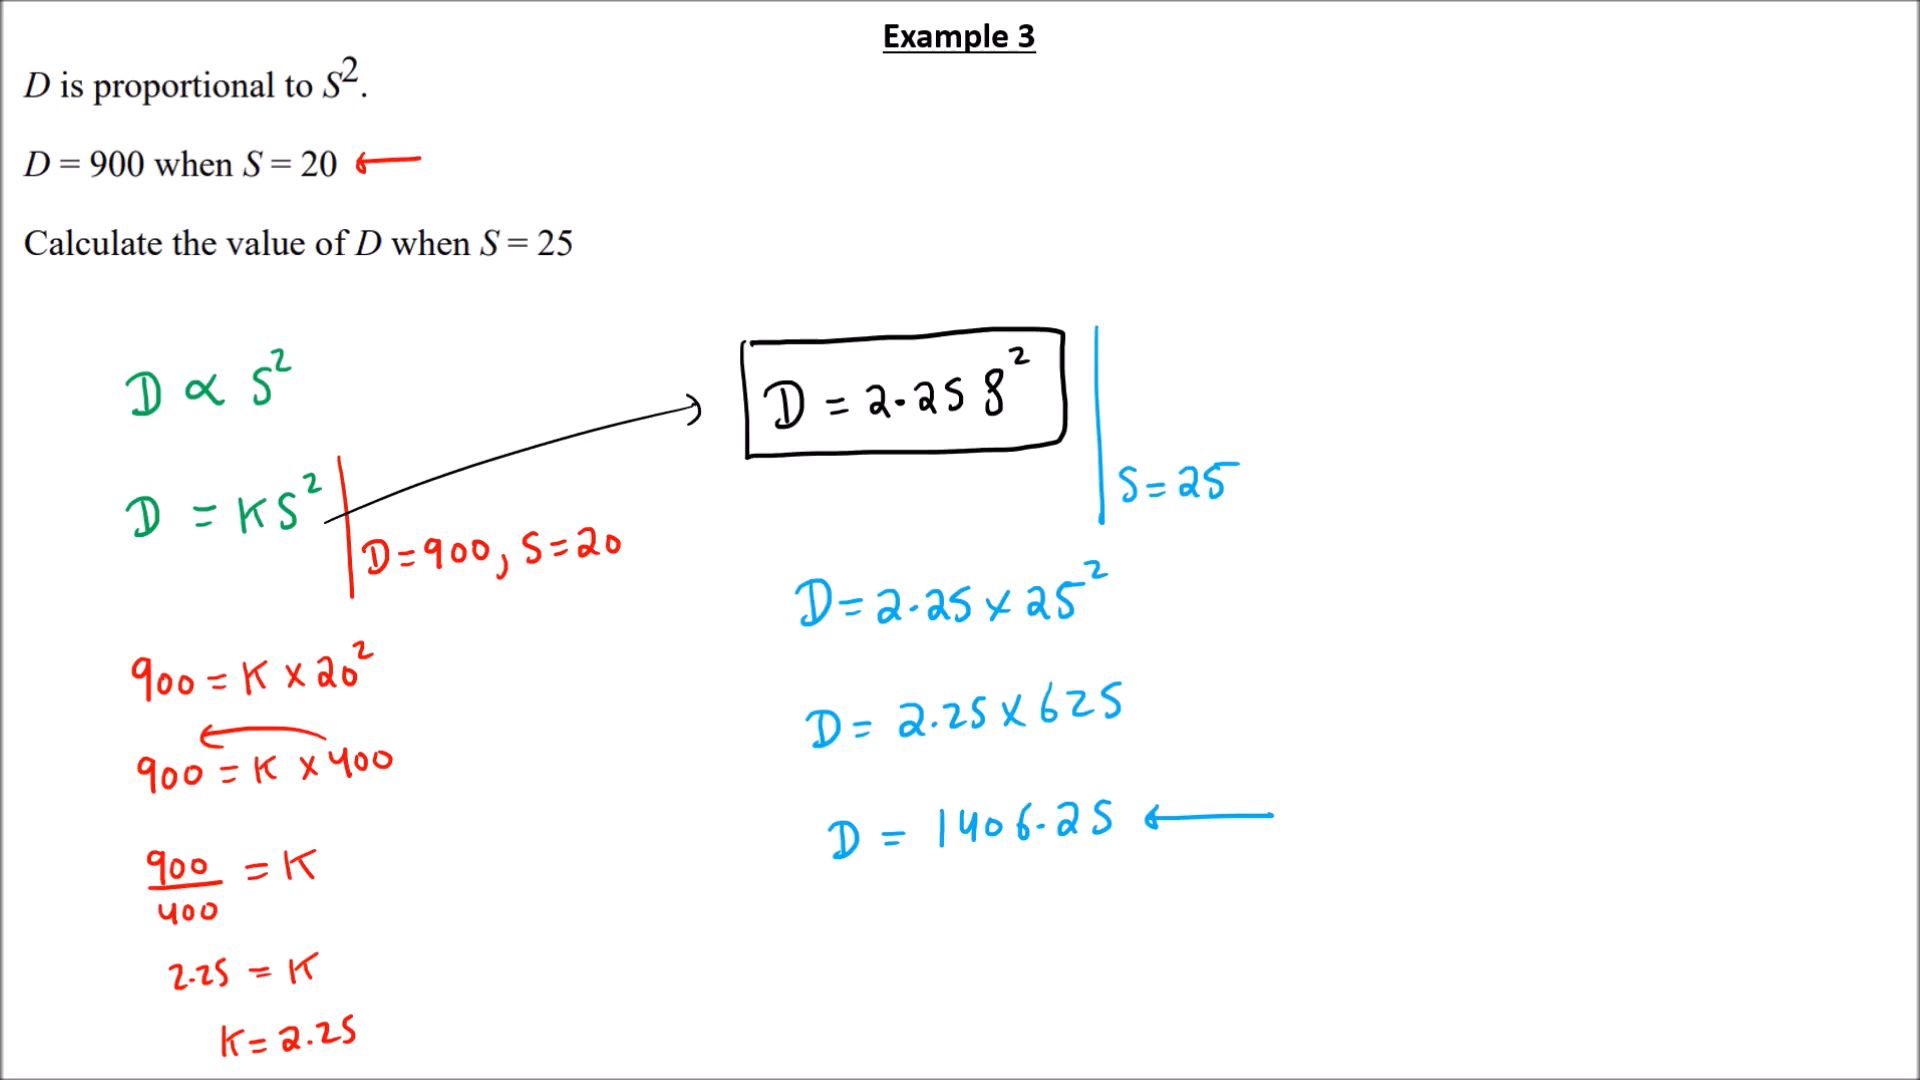 Example 3
D is proportional to S².
D = 900 when S = 20
Calculate the value of D when S = 25
D ∝ S²
D = KS²
D=900, S=20
900 = K × 20²
900 = K × 400
900/400 = K
2.25 = K
K = 2.25
D = 2.25 S²
S = 25
D = 2.25 × 25²
D = 2.25 × 625
D = 1406.25